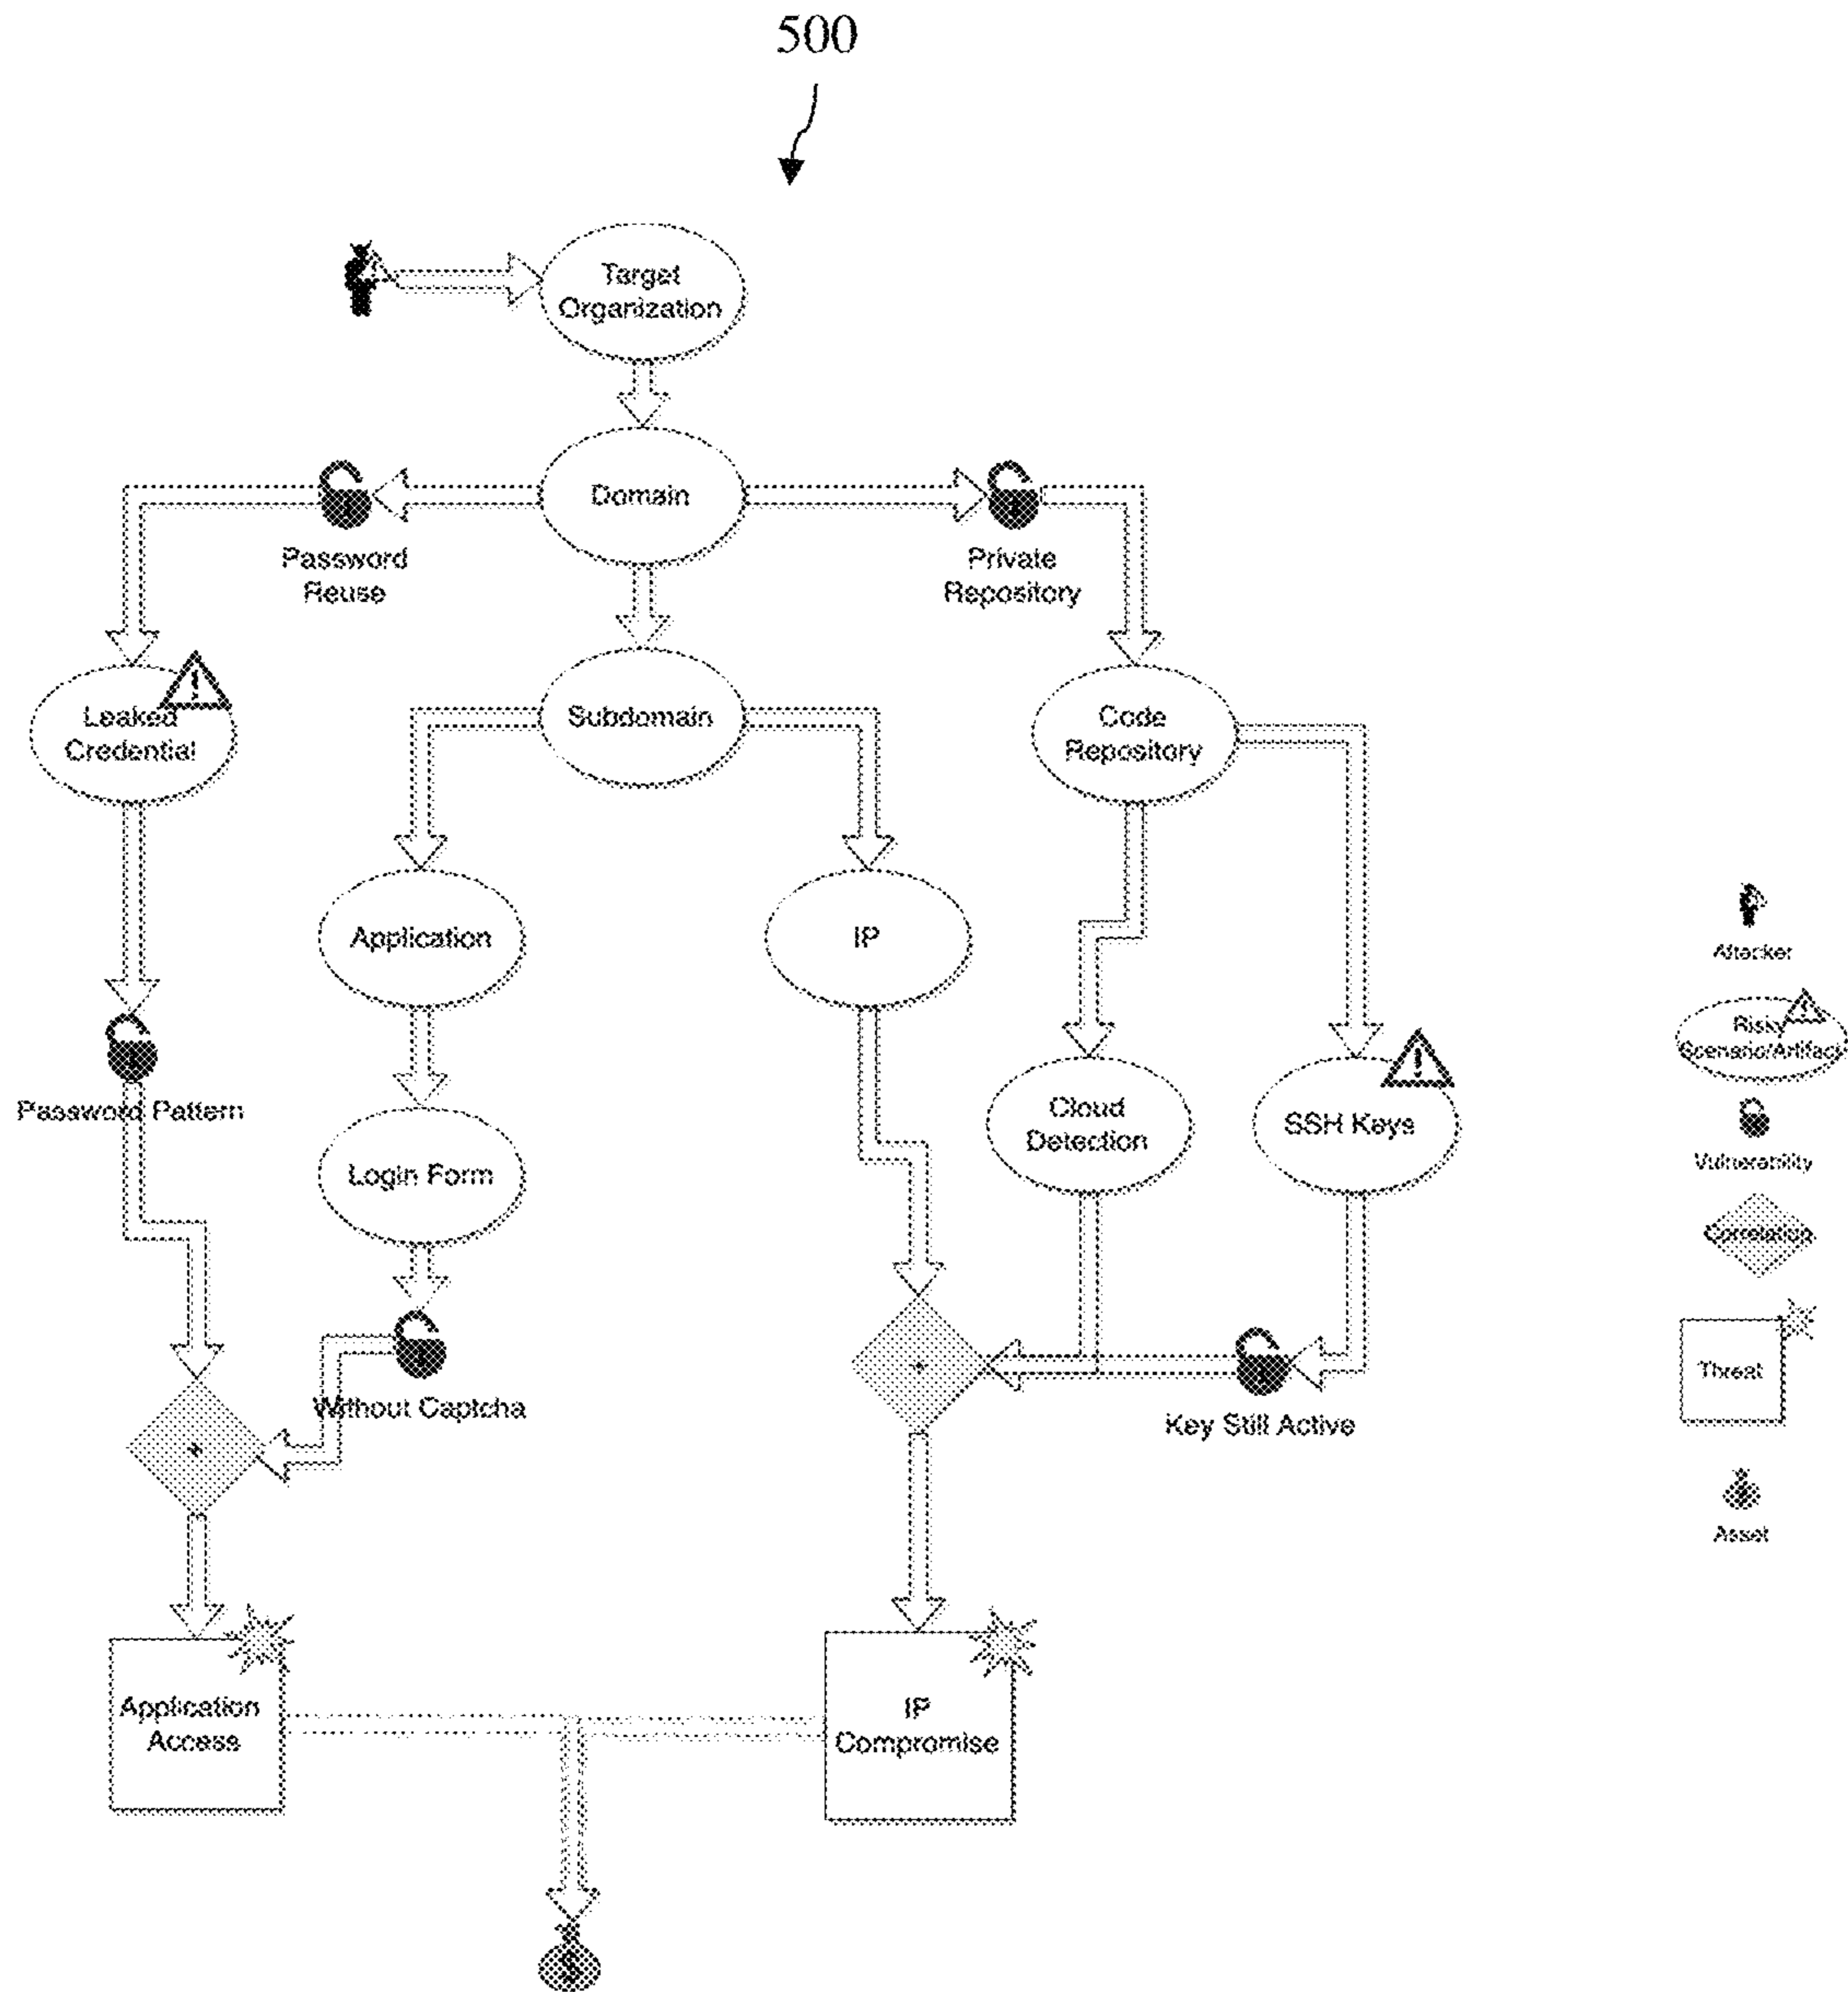 500
Target
Organization
Domain
Password
Reuse
Private
Repository
Leaked
Credential
Subdomain
Code
Repository
Application
IP
Password Pattern
Login Form
Cloud
Detection
SSH Keys
Without Captcha
Key Still Active
+
+
Application
Access
IP
Compromise
$
Attacker
Risky
Scenario/Artifact
Vulnerability
Correlation
Threat
Asset